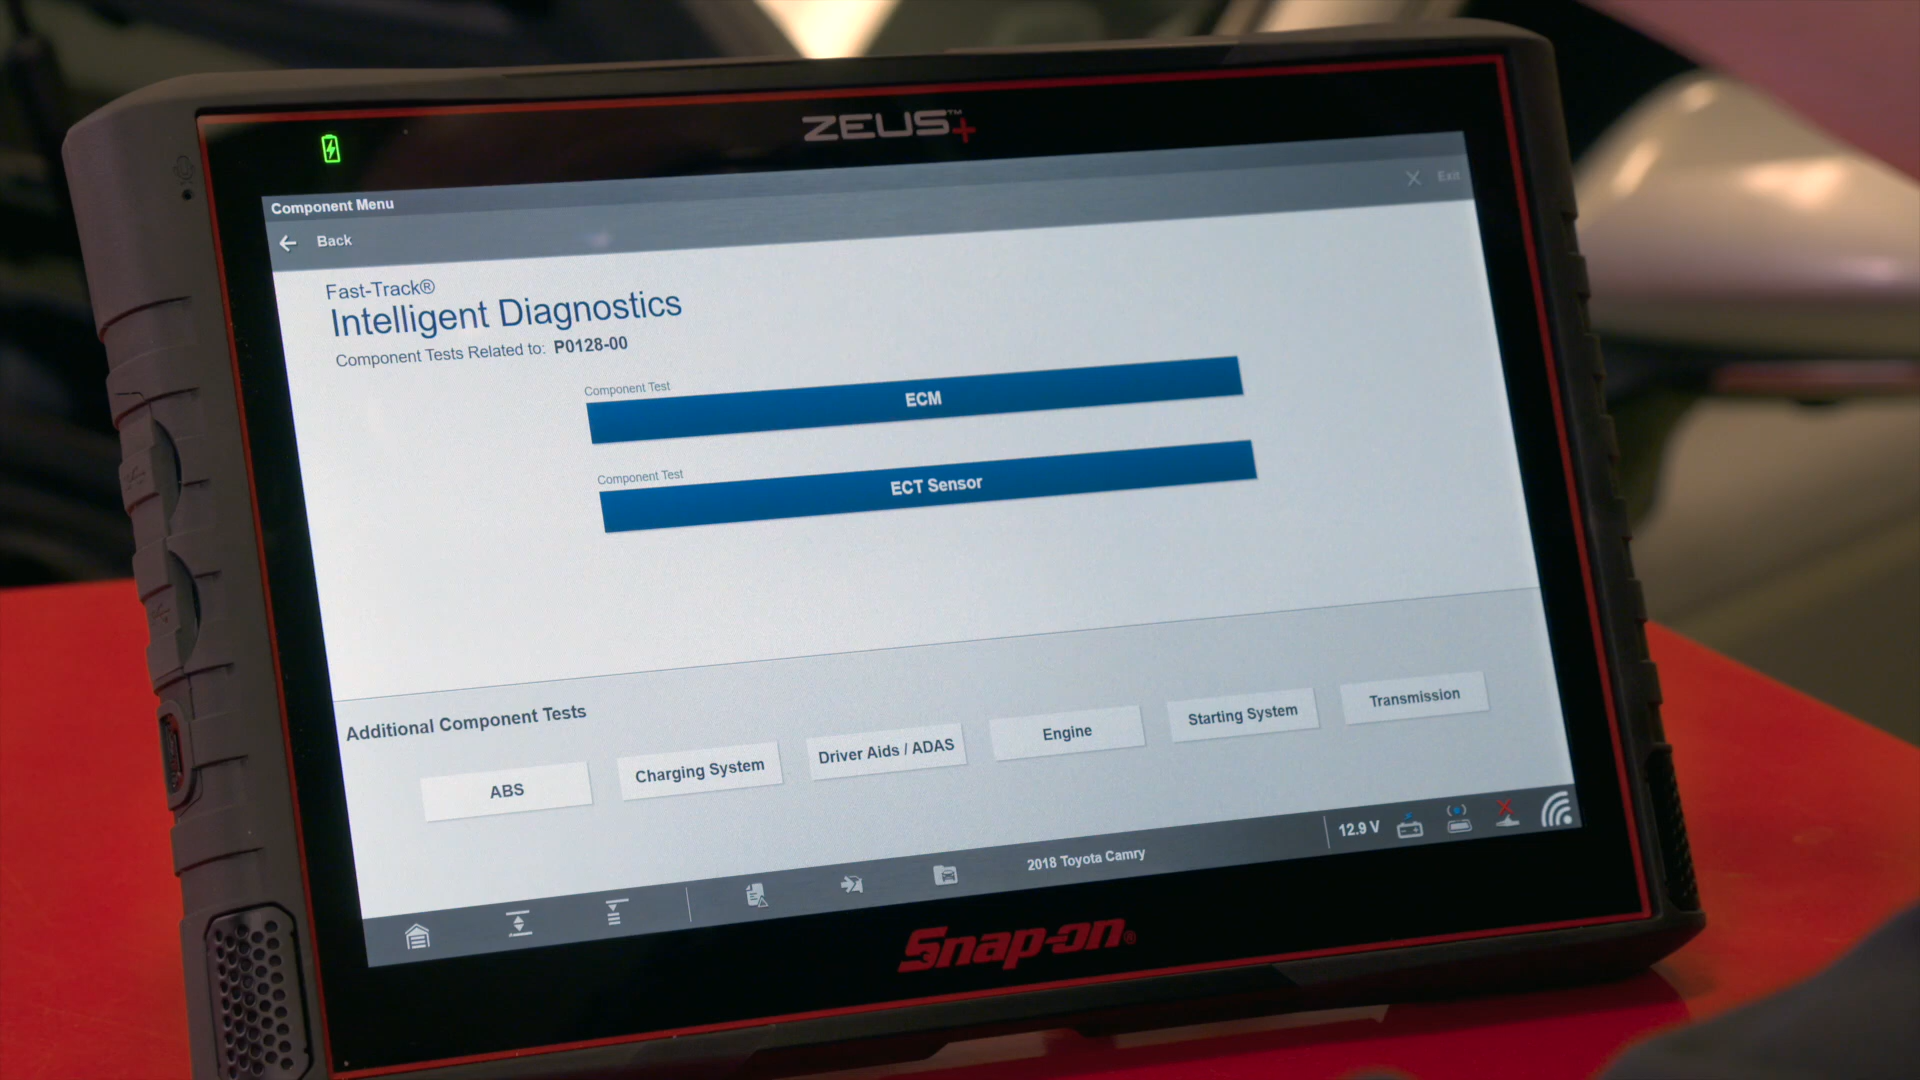 ZEUS™+
Component Menu
Exit
Back
Fast-Track®
Intelligent Diagnostics
Component Tests Related to: P0128-00
Component Test
ECM
Component Test
ECT Sensor
Additional Component Tests
ABS
Charging System
Driver Aids / ADAS
Engine
Starting System
Transmission
2018 Toyota Camry
12.9 V
Snap-on®